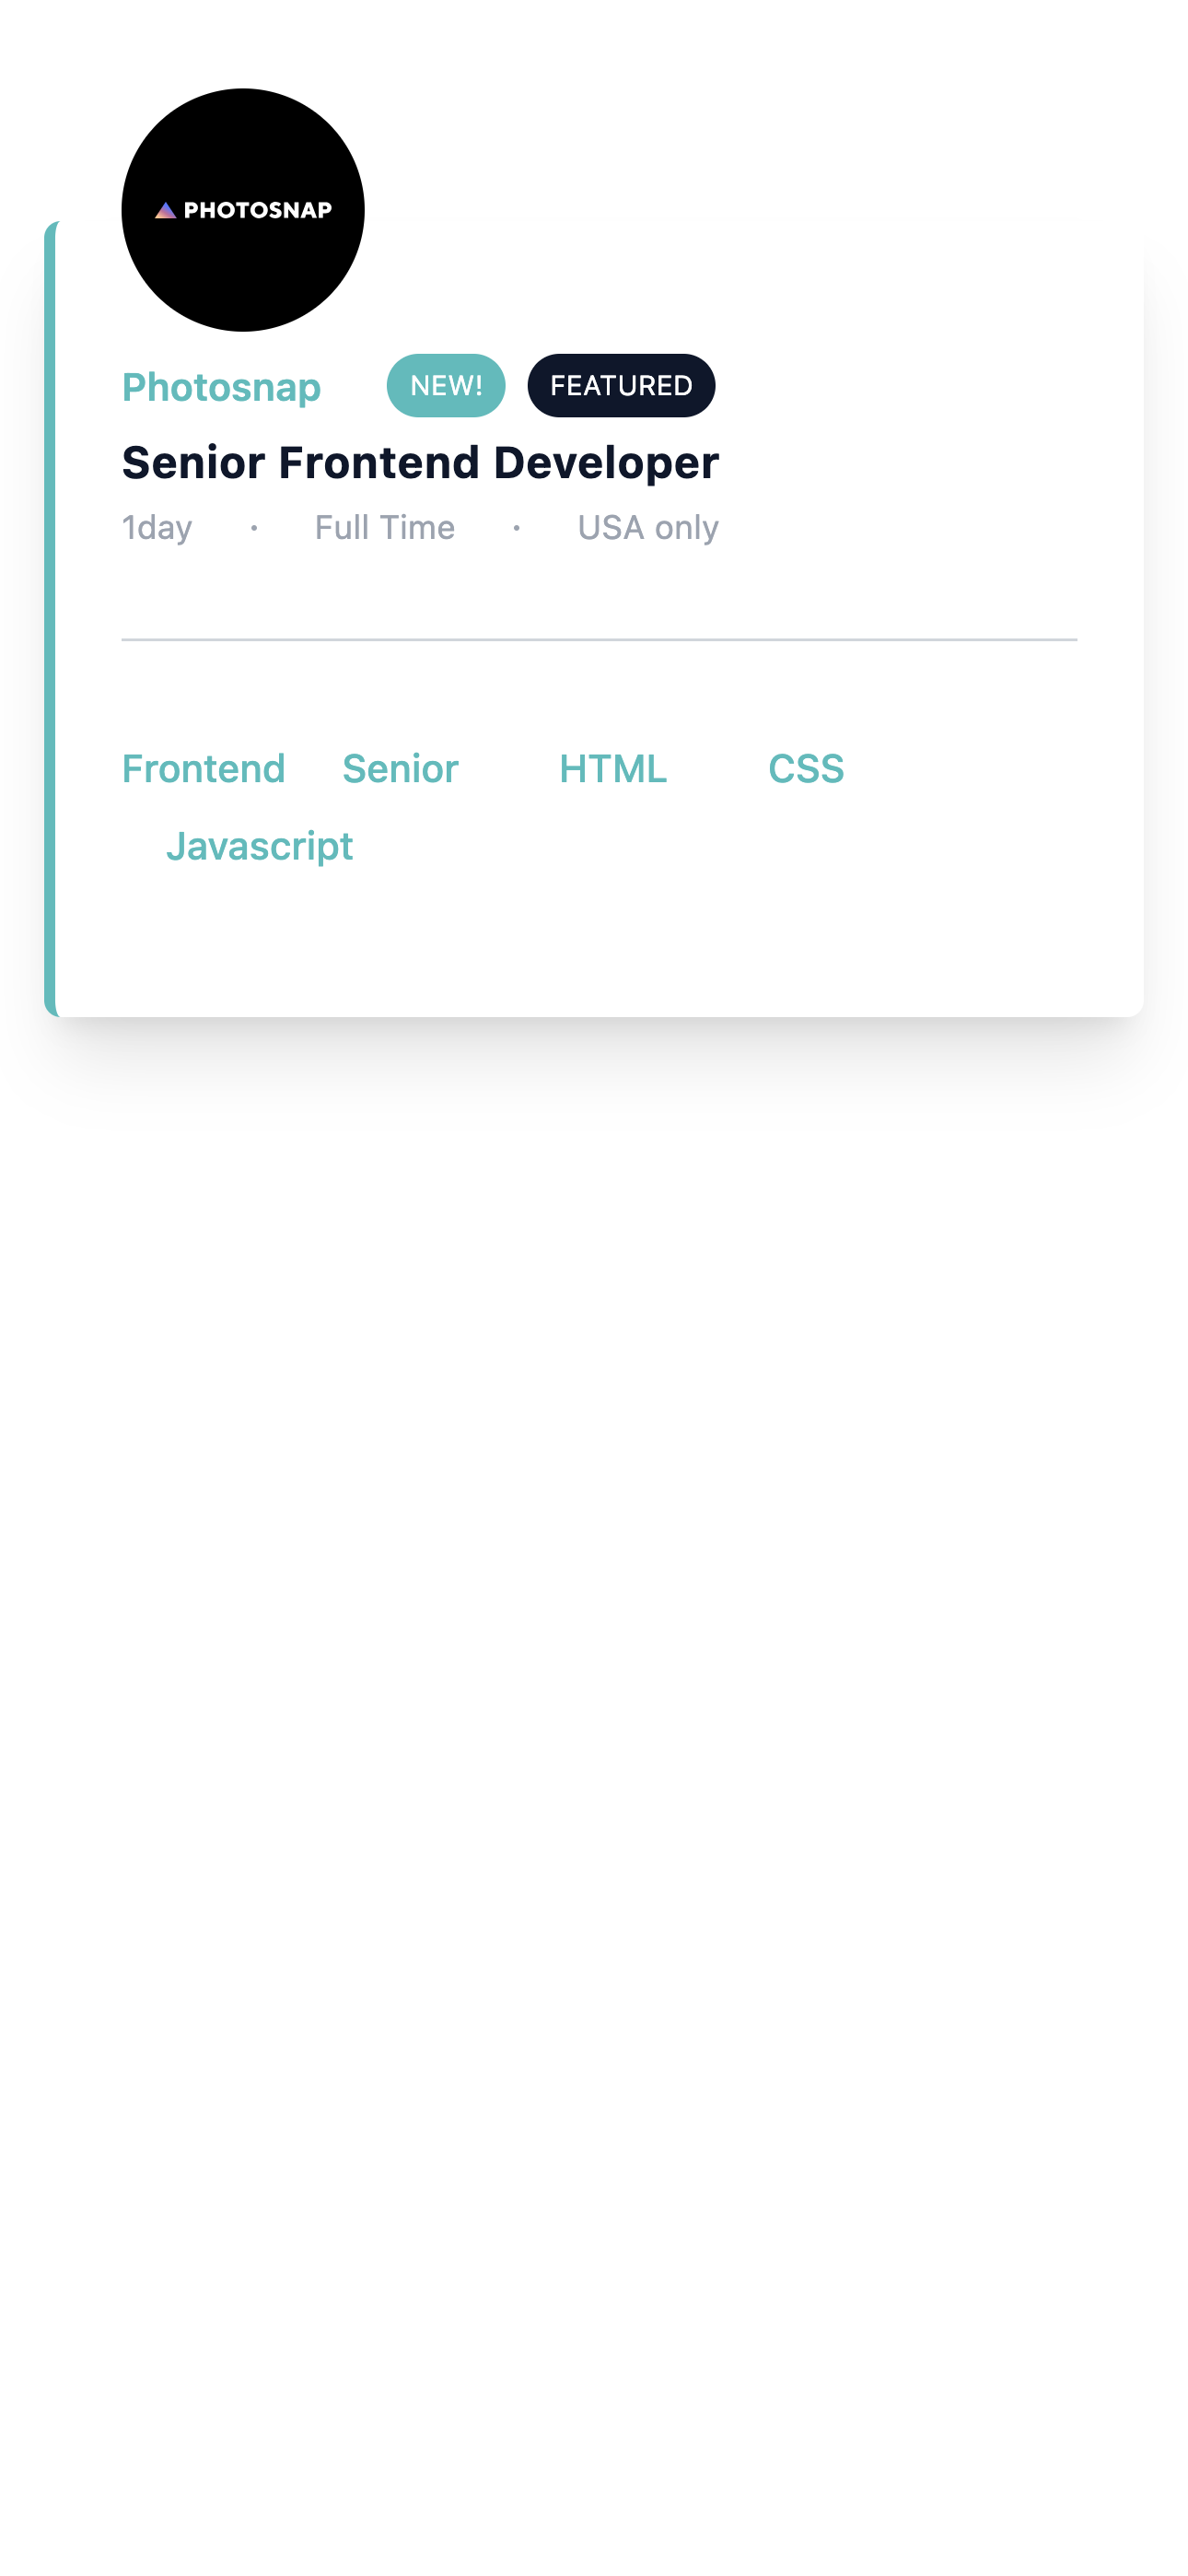 PHOTOSNAP
Photosnap NEW! FEATURED
Senior Frontend Developer
1day · Full Time · USA only
Frontend Senior HTML CSS
Javascript